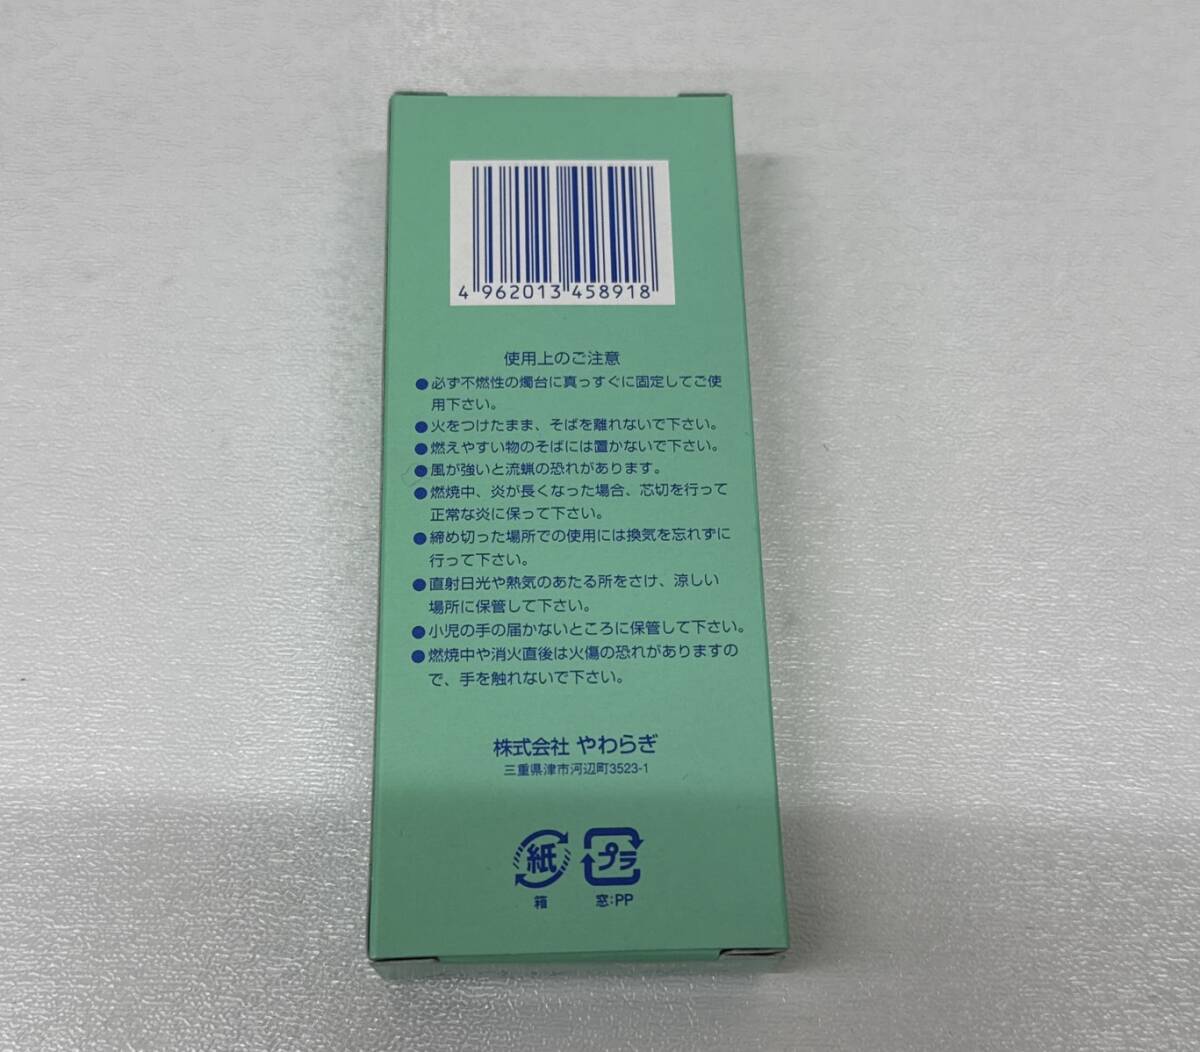 4 962013 458918
使用上のご注意
●必ず不燃性の燭台に真っすぐに固定してご使
用下さい。
●火をつけたまま、そばを離れないで下さい。
●燃えやすい物のそばには置かないで下さい。
●風が強いと流蝋の恐れがあります。
●燃焼中、炎が長くなった場合、芯切を行って
正常な炎に保って下さい。
●締め切った場所での使用には換気を忘れずに
行って下さい。
●直射日光や熱気のあたる所をさけ、涼しい
場所に保管して下さい。
●小児の手の届かないところに保管して下さい。
●燃焼中や消火直後は火傷の恐れがありますの
で、手を触れないで下さい。
株式会社 やわらぎ
三重県津市河辺町3523-1
紙 プラ
箱 窓:PP